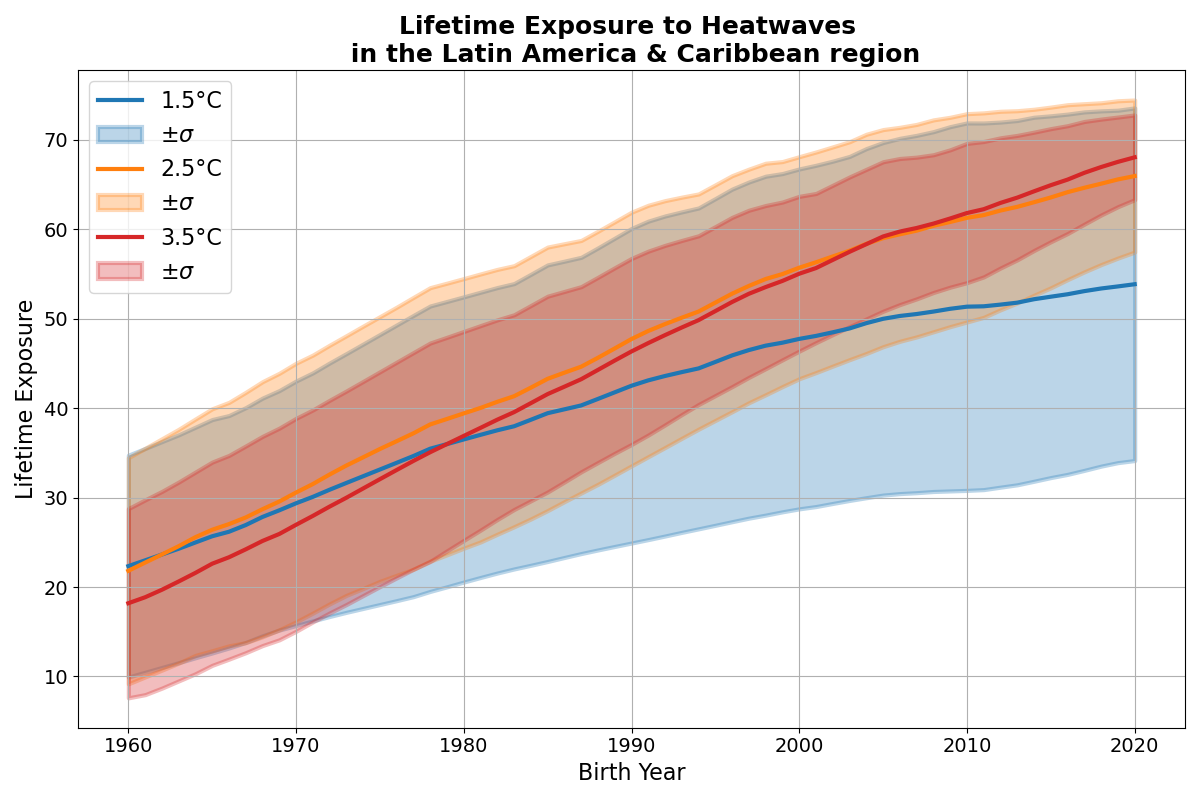 Lifetime Exposure to Heatwaves
in the Latin America & Caribbean region
1.5°C
±σ
2.5°C
±σ
3.5°C
±σ
Lifetime Exposure
70
60
50
40
30
20
10
1960 1970 1980 1990 2000 2010 2020
Birth Year